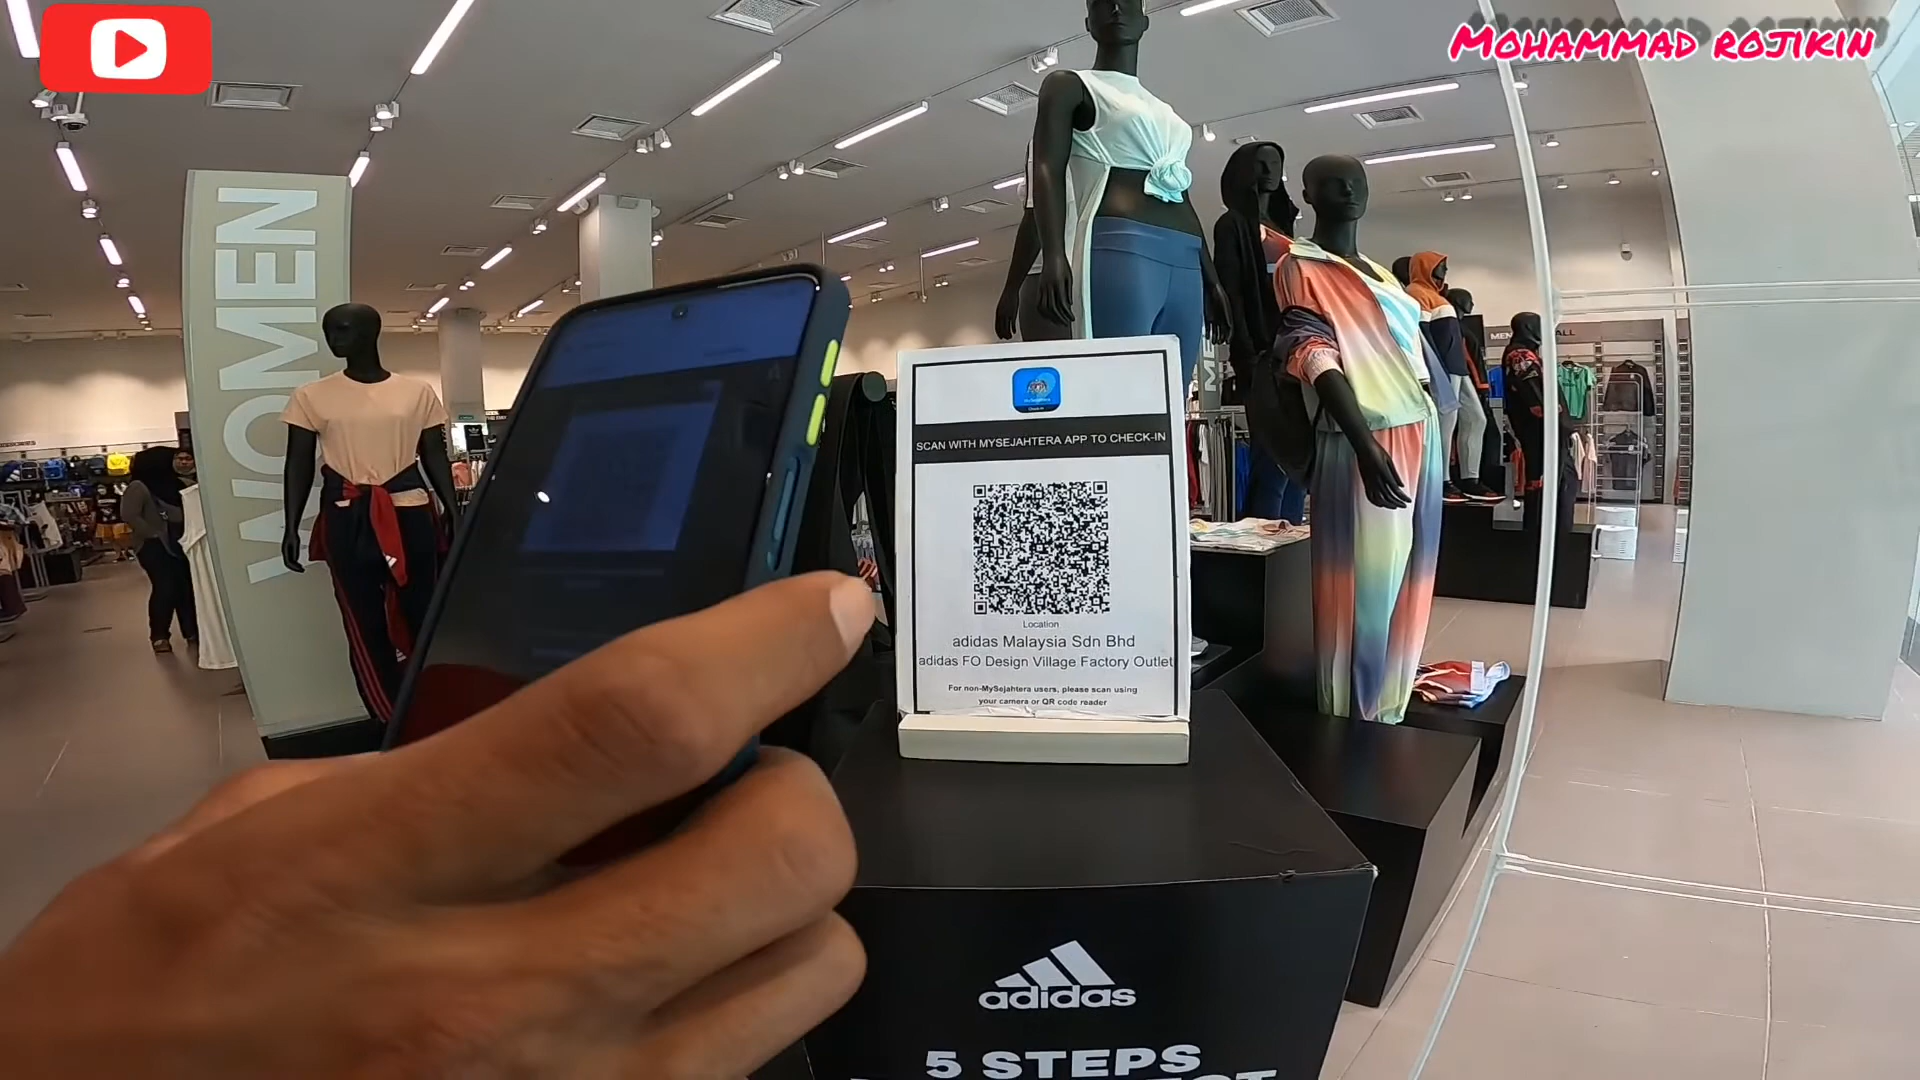 Mohammad rojikin
WOMEN
SCAN WITH MYSEJAHTERA APP TO CHECK-IN
Location
adidas Malaysia Sdn Bhd
adidas FO Design Village Factory Outlet
For non-MySejahtera users, please scan using
your camera or QR code reader
adidas
5 STEPS